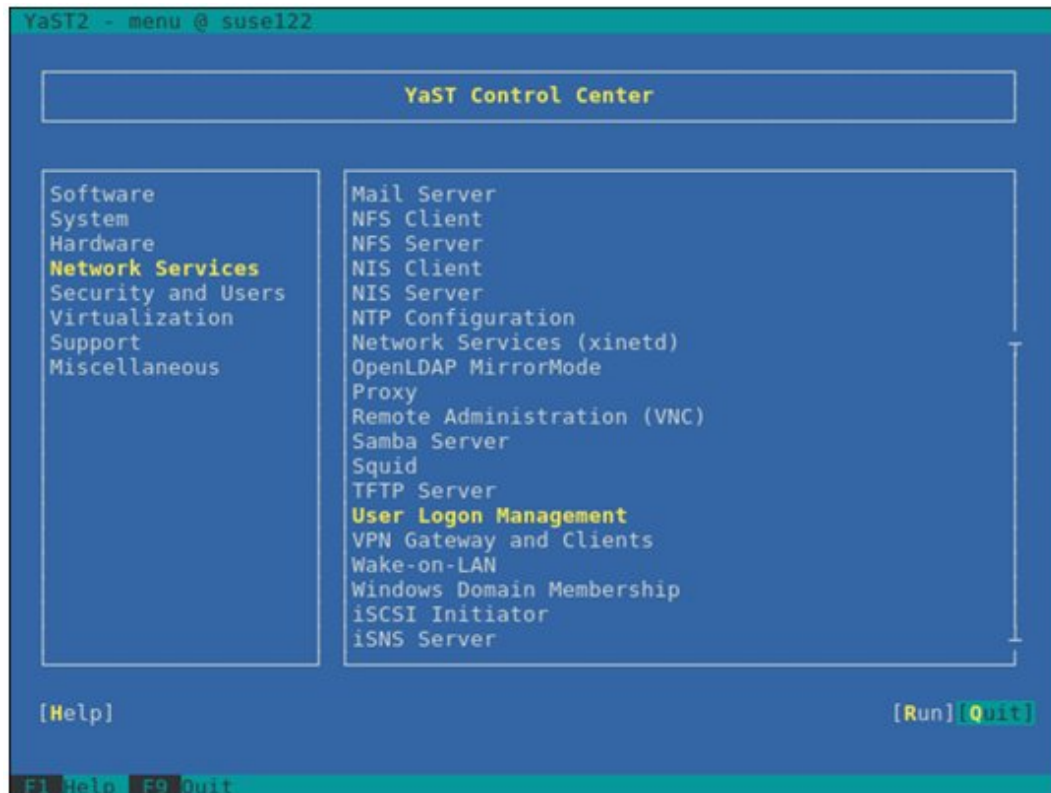 YaST2 - menu @ suse122
YaST Control Center
Software
System
Hardware
Network Services
Security and Users
Virtualization
Support
Miscellaneous
Mail Server
NFS Client
NFS Server
NIS Client
NIS Server
NTP Configuration
Network Services (xinetd)
OpenLDAP MirrorMode
Proxy
Remote Administration (VNC)
Samba Server
Squid
TFTP Server
User Logon Management
VPN Gateway and Clients
Wake-on-LAN
Windows Domain Membership
iSCSI Initiator
iSNS Server
[Help]
[Run][Quit]
F1 Help F9 Quit